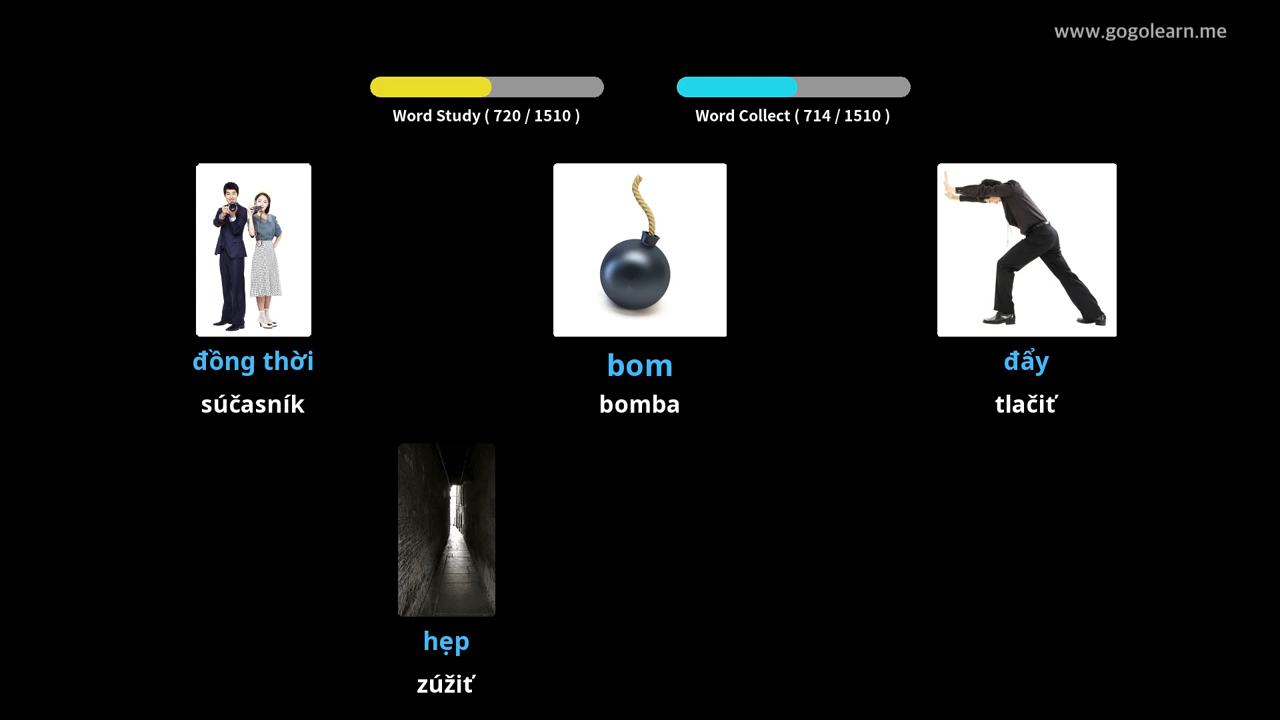 www.gogolearn.me
Word Study ( 720 / 1510 )
Word Collect ( 714 / 1510 )
đồng thời
súčasník
bom
bomba
đẩy
tlačiť
hẹp
zúžiť